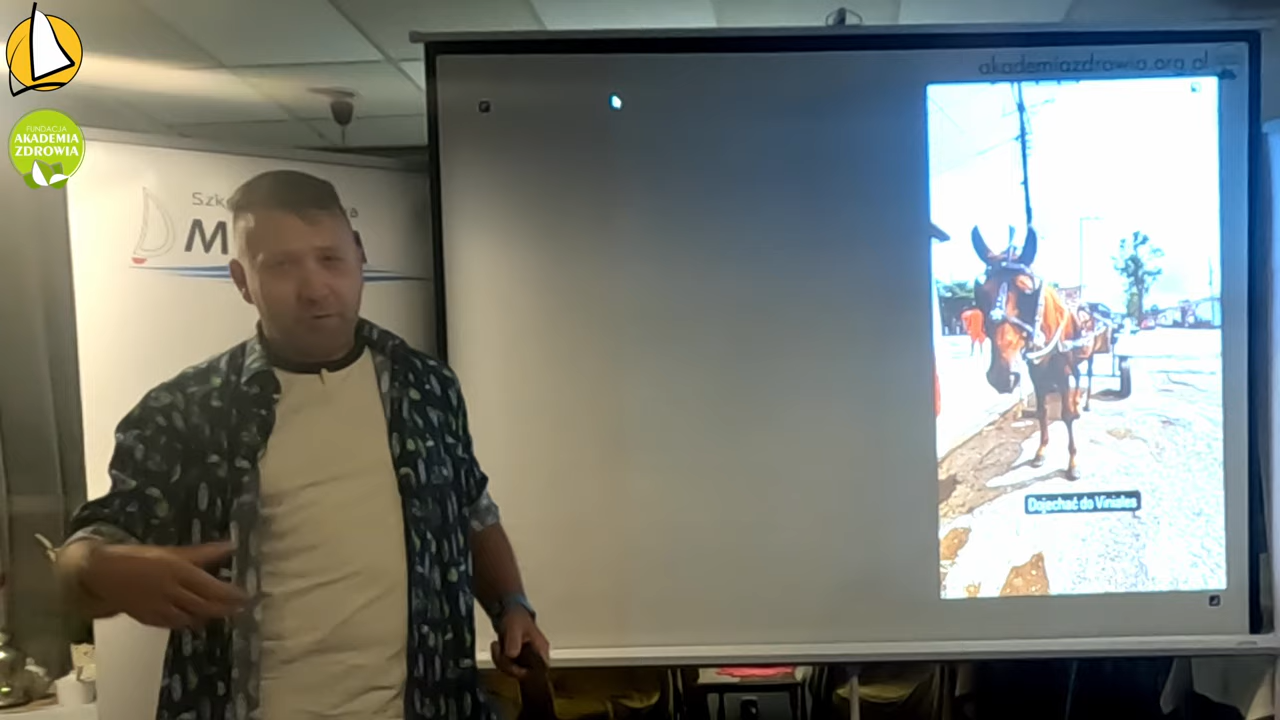 FUNDACJA
AKADEMIA
ZDROWIA
akademiazdrowia.org.pl
Dojechać do Viniales